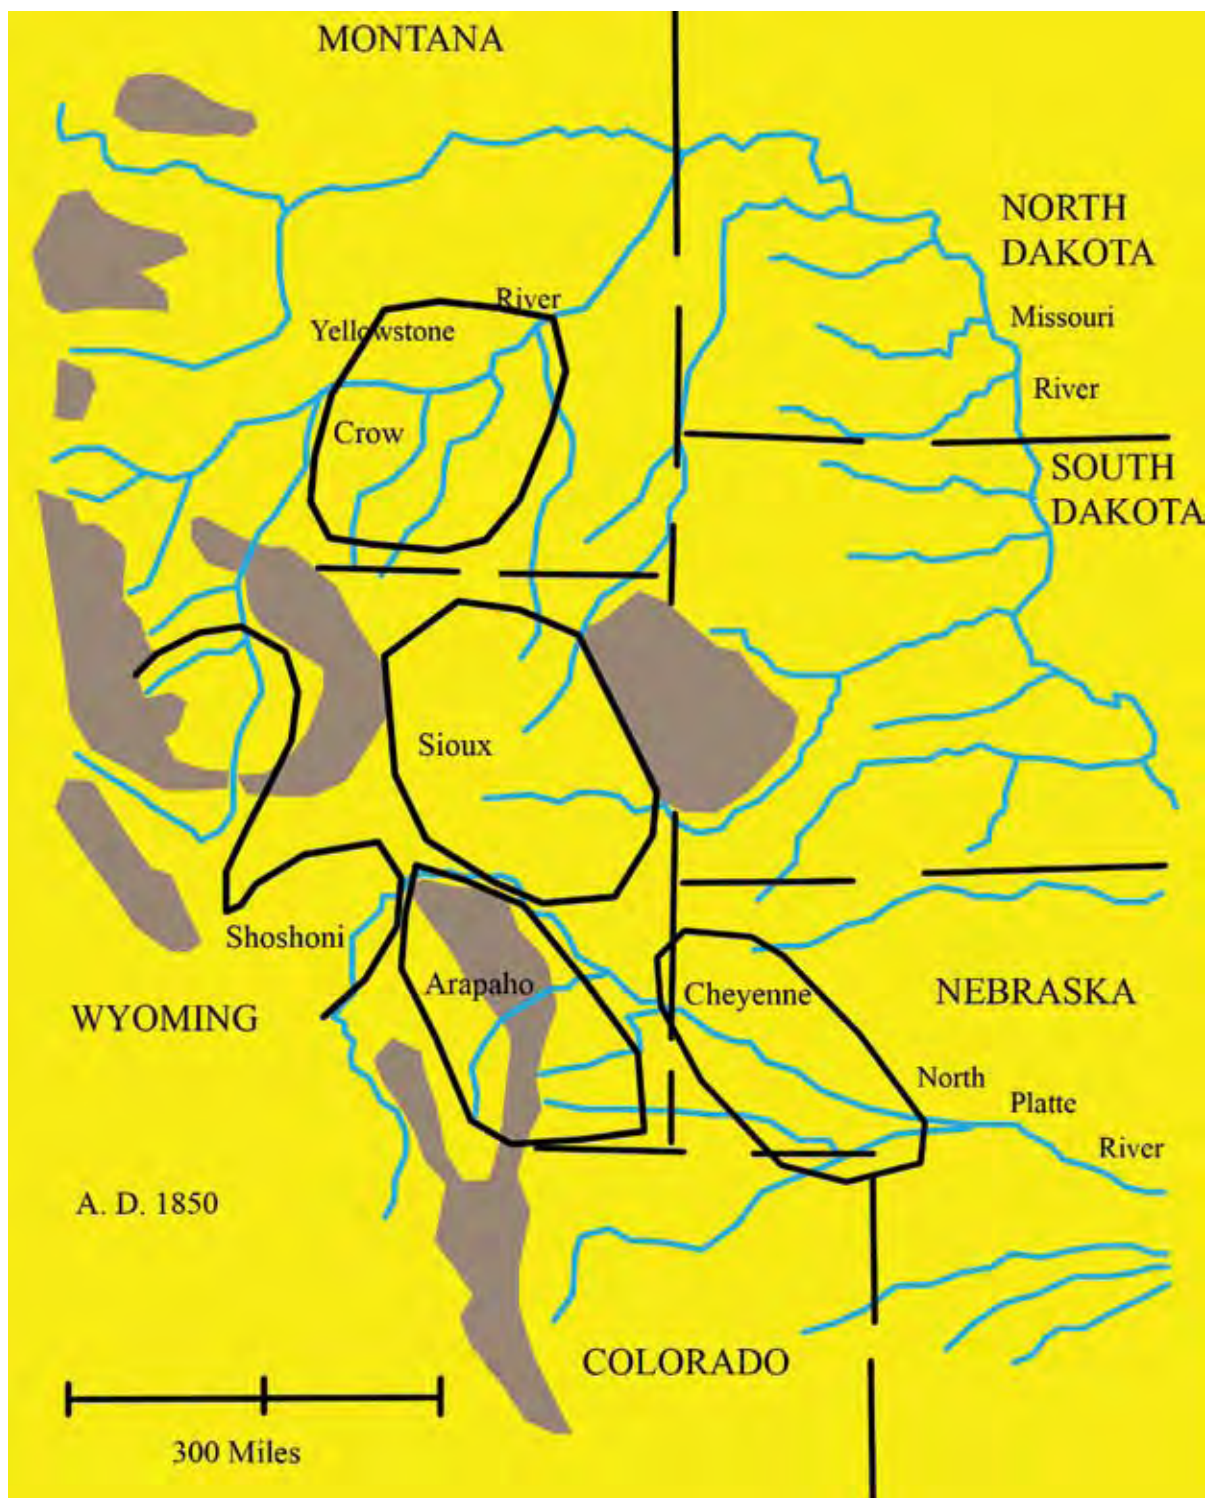 MONTANA
NORTH
DAKOTA
River
Missouri
Yellowstone
River
Crow
SOUTH
DAKOTA
Sioux
Shoshoni
Arapaho
Cheyenne
NEBRASKA
WYOMING
North
Platte
River
A. D. 1850
COLORADO
300 Miles